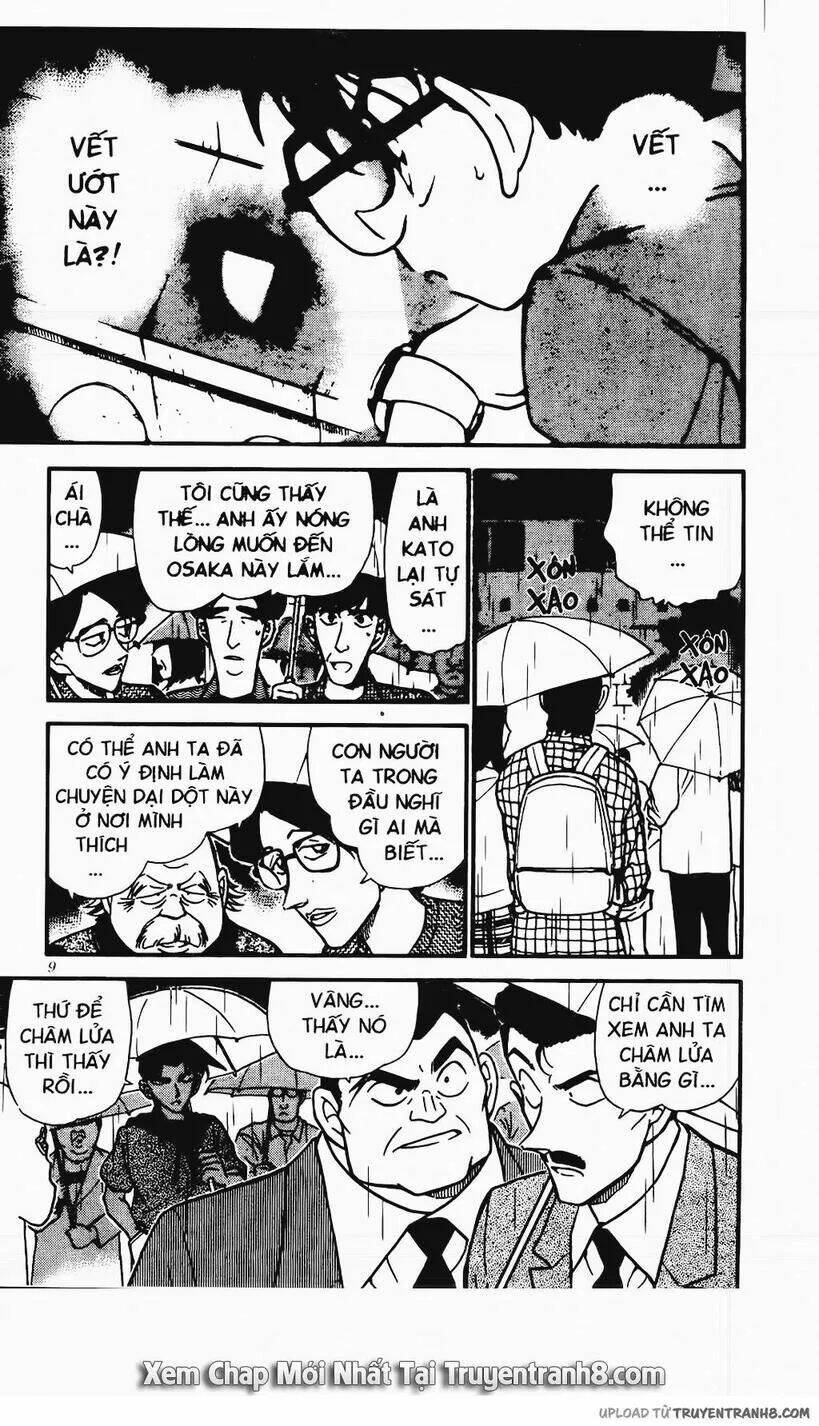 VẾT
...
VẾT
ƯỚT
NÀY
LÀ?!
KHÔNG
THỂ TIN
...
XÔN
XAO
XÔN
XAO
LÀ
ANH
KATO
LẠI TỰ
SÁT
...
TÔI CŨNG THẤY
THẾ... ANH ẤY NÓNG
LÒNG MUỐN ĐẾN
OSAKA NÀY LẮM...
ÁI
CHÀ
...
CON NGƯỜI
TA TRONG
ĐẦU NGHĨ
GÌ AI MÀ
BIẾT...
CÓ THỂ ANH TA ĐÃ
CÓ Ý ĐỊNH LÀM
CHUYỆN DẠI DỘT NÀY
Ở NƠI MÌNH
THÍCH
...
9
CHỈ CẦN TÌM
XEM ANH TA
CHÂM LỬA
BẰNG GÌ...
VÂNG...
THẤY NÓ
LÀ...
THỨ ĐỂ
CHÂM LỬA
THÌ THẤY
RỒI...
Xem Chap Mới Nhất Tại Truyentranh8.com
UPLOAD TỪ TRUYENTRANH8.COM